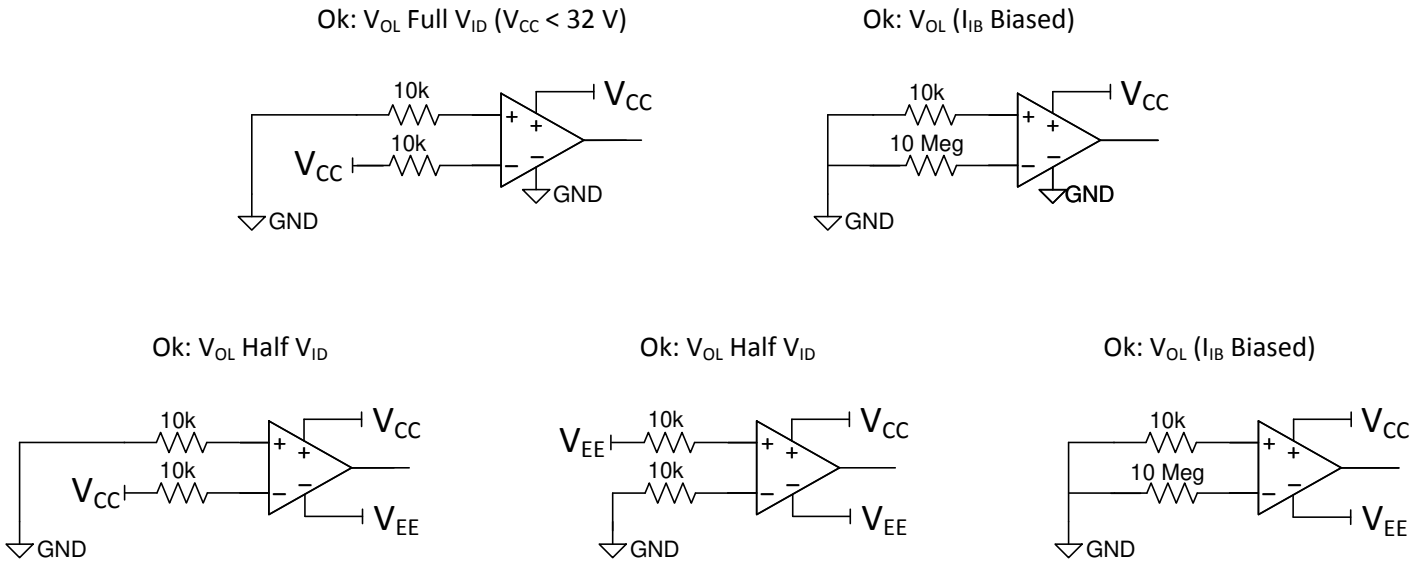 Ok: VOL Full VID (VCC < 32 V)
Ok: VOL (IIB Biased)
10k
VCC
+
+
10k
VCC
−
−
GND
GND
10k
VCC
+
+
10 Meg
−
−
GND
GND
Ok: VOL Half VID
Ok: VOL Half VID
Ok: VOL (IIB Biased)
10k
VCC
+
+
10k
VCC
−
−
VEE
GND
10k
VCC
VEE
+
+
10k
−
−
VEE
GND
10k
VCC
+
+
10 Meg
−
−
VEE
GND